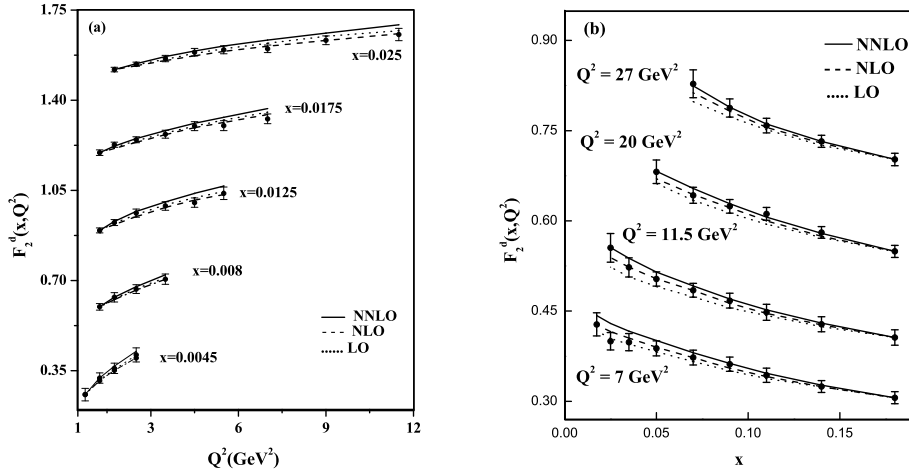 (a)
1.75
1.40
1.05
0.70
0.35
F₂ᵈ(x,Q²)
x=0.025
x=0.0175
x=0.0125
x=0.008
x=0.0045
NNLO
NLO
LO
1 3 6 9 12
Q²(GeV²)
(b)
0.90
0.75
0.60
0.45
0.30
F₂ᵈ(x,Q²)
NNLO
NLO
LO
Q² = 27 GeV²
Q² = 20 GeV²
Q² = 11.5 GeV²
Q² = 7 GeV²
0.00 0.05 0.10 0.15
x